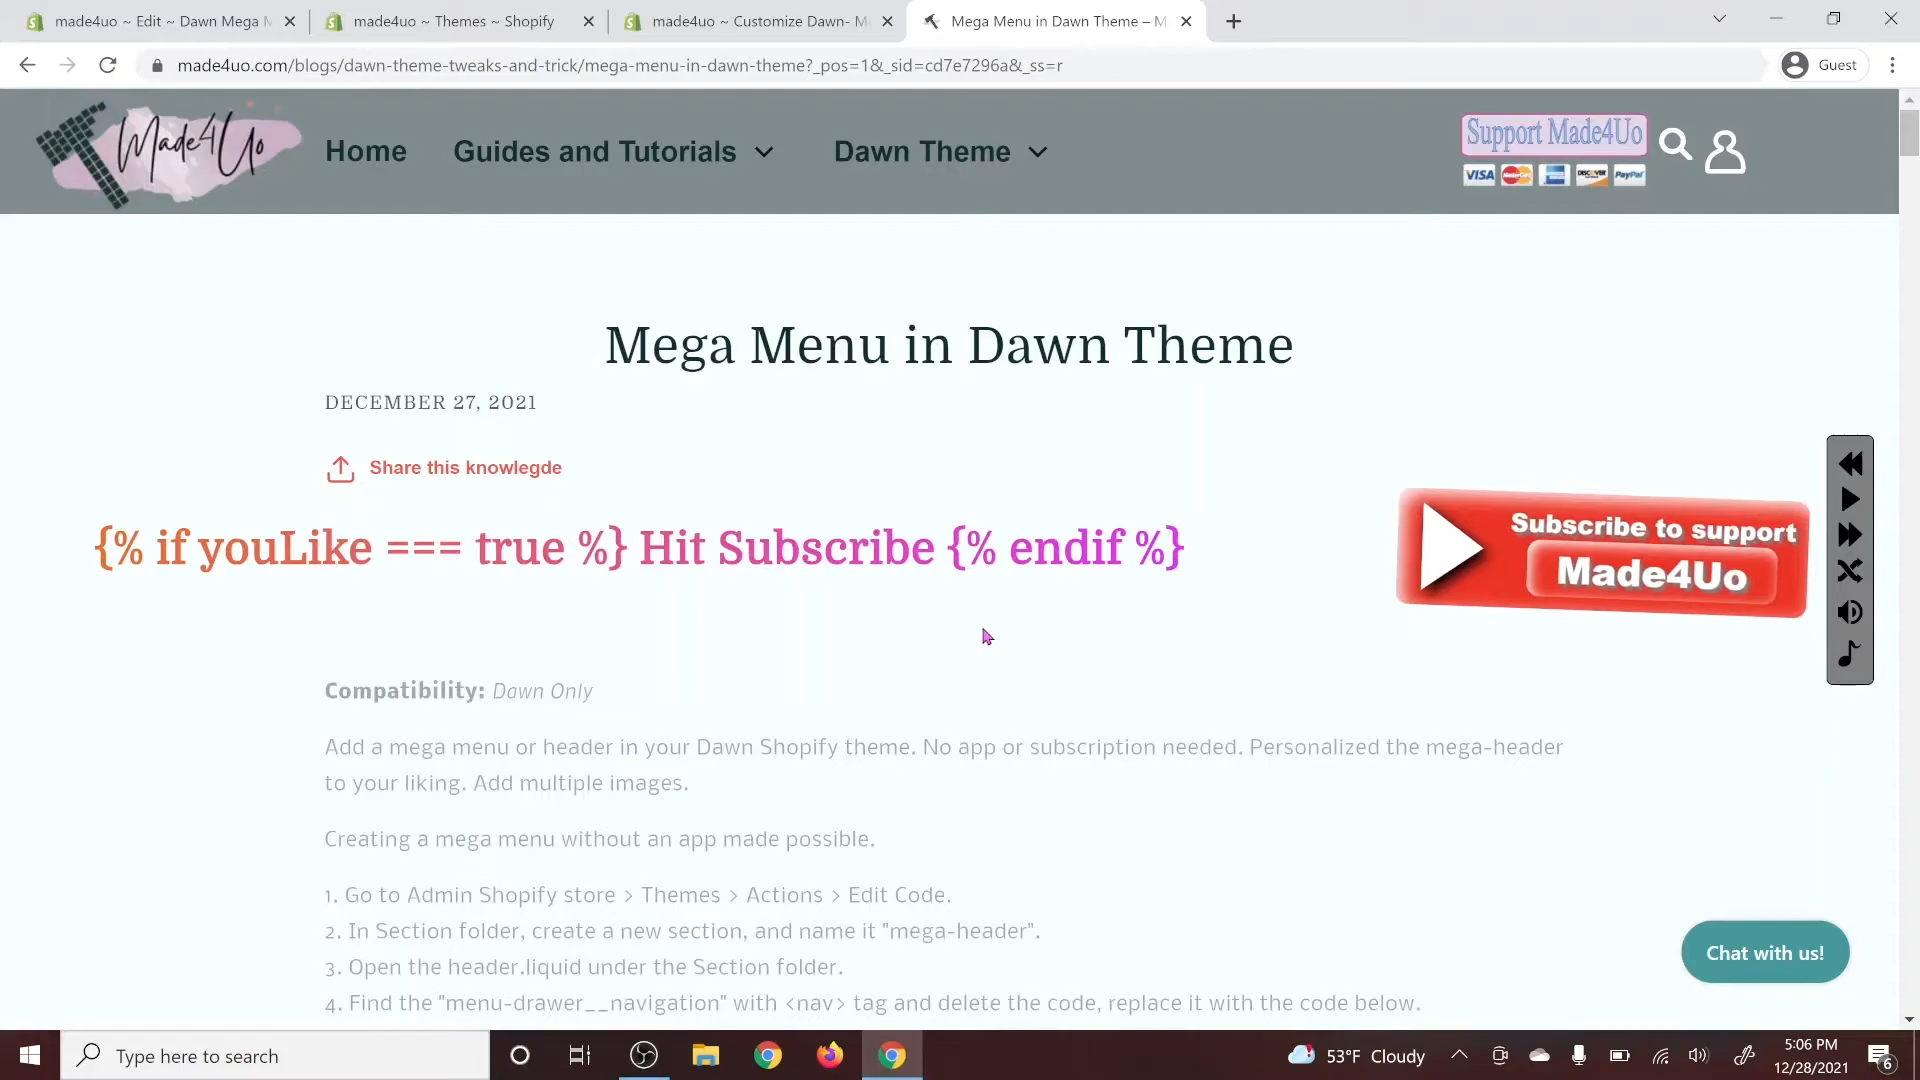 made4uo ~ Edit ~ Dawn Mega M
made4uo ~ Themes ~ Shopify
made4uo ~ Customize Dawn- M
Mega Menu in Dawn Theme – M
made4uo.com/blogs/dawn-theme-tweaks-and-trick/mega-menu-in-dawn-theme?_pos=1&_sid=cd7e7296a&_ss=r
Guest
Made4Uo
Home
Guides and Tutorials
Dawn Theme
Support Made4Uo
VISA MasterCard DISCOVER PayPal
Mega Menu in Dawn Theme
DECEMBER 27, 2021
Share this knowlegde
{% if youLike === true %} Hit Subscribe {% endif %}
Subscribe to support
Made4Uo
Compatibility: Dawn Only
Add a mega menu or header in your Dawn Shopify theme. No app or subscription needed. Personalized the mega-header
to your liking. Add multiple images.
Creating a mega menu without an app made possible.
1. Go to Admin Shopify store > Themes > Actions > Edit Code.
2. In Section folder, create a new section, and name it "mega-header".
3. Open the header.liquid under the Section folder.
4. Find the "menu-drawer__navigation" with <nav> tag and delete the code, replace it with the code below.
Chat with us!
Type here to search
53°F Cloudy
5:06 PM
12/28/2021
6